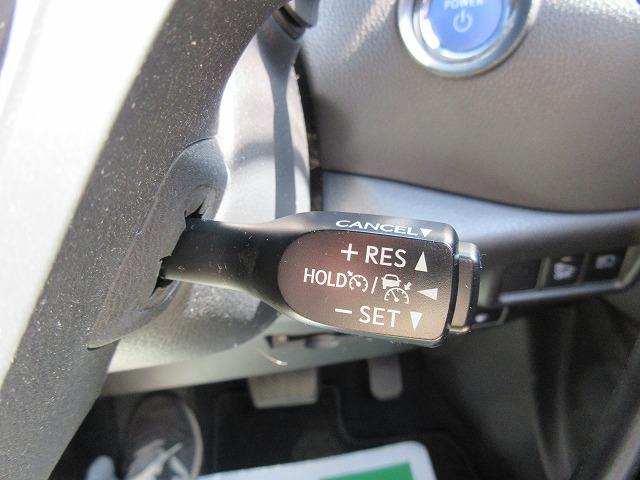 POWER
CANCEL▼
+ RES ▲
HOLD / ◄
− SET ▼